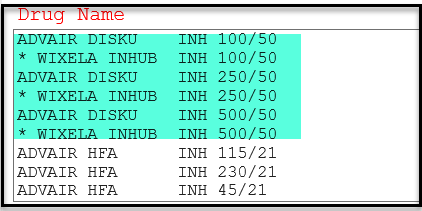 Drug Name
ADVAIR DISKU    INH 100/50
* WIXELA INHUB  INH 100/50
ADVAIR DISKU    INH 250/50
* WIXELA INHUB  INH 250/50
ADVAIR DISKU    INH 500/50
* WIXELA INHUB  INH 500/50
ADVAIR HFA      INH 115/21
ADVAIR HFA      INH 230/21
ADVAIR HFA      INH 45/21